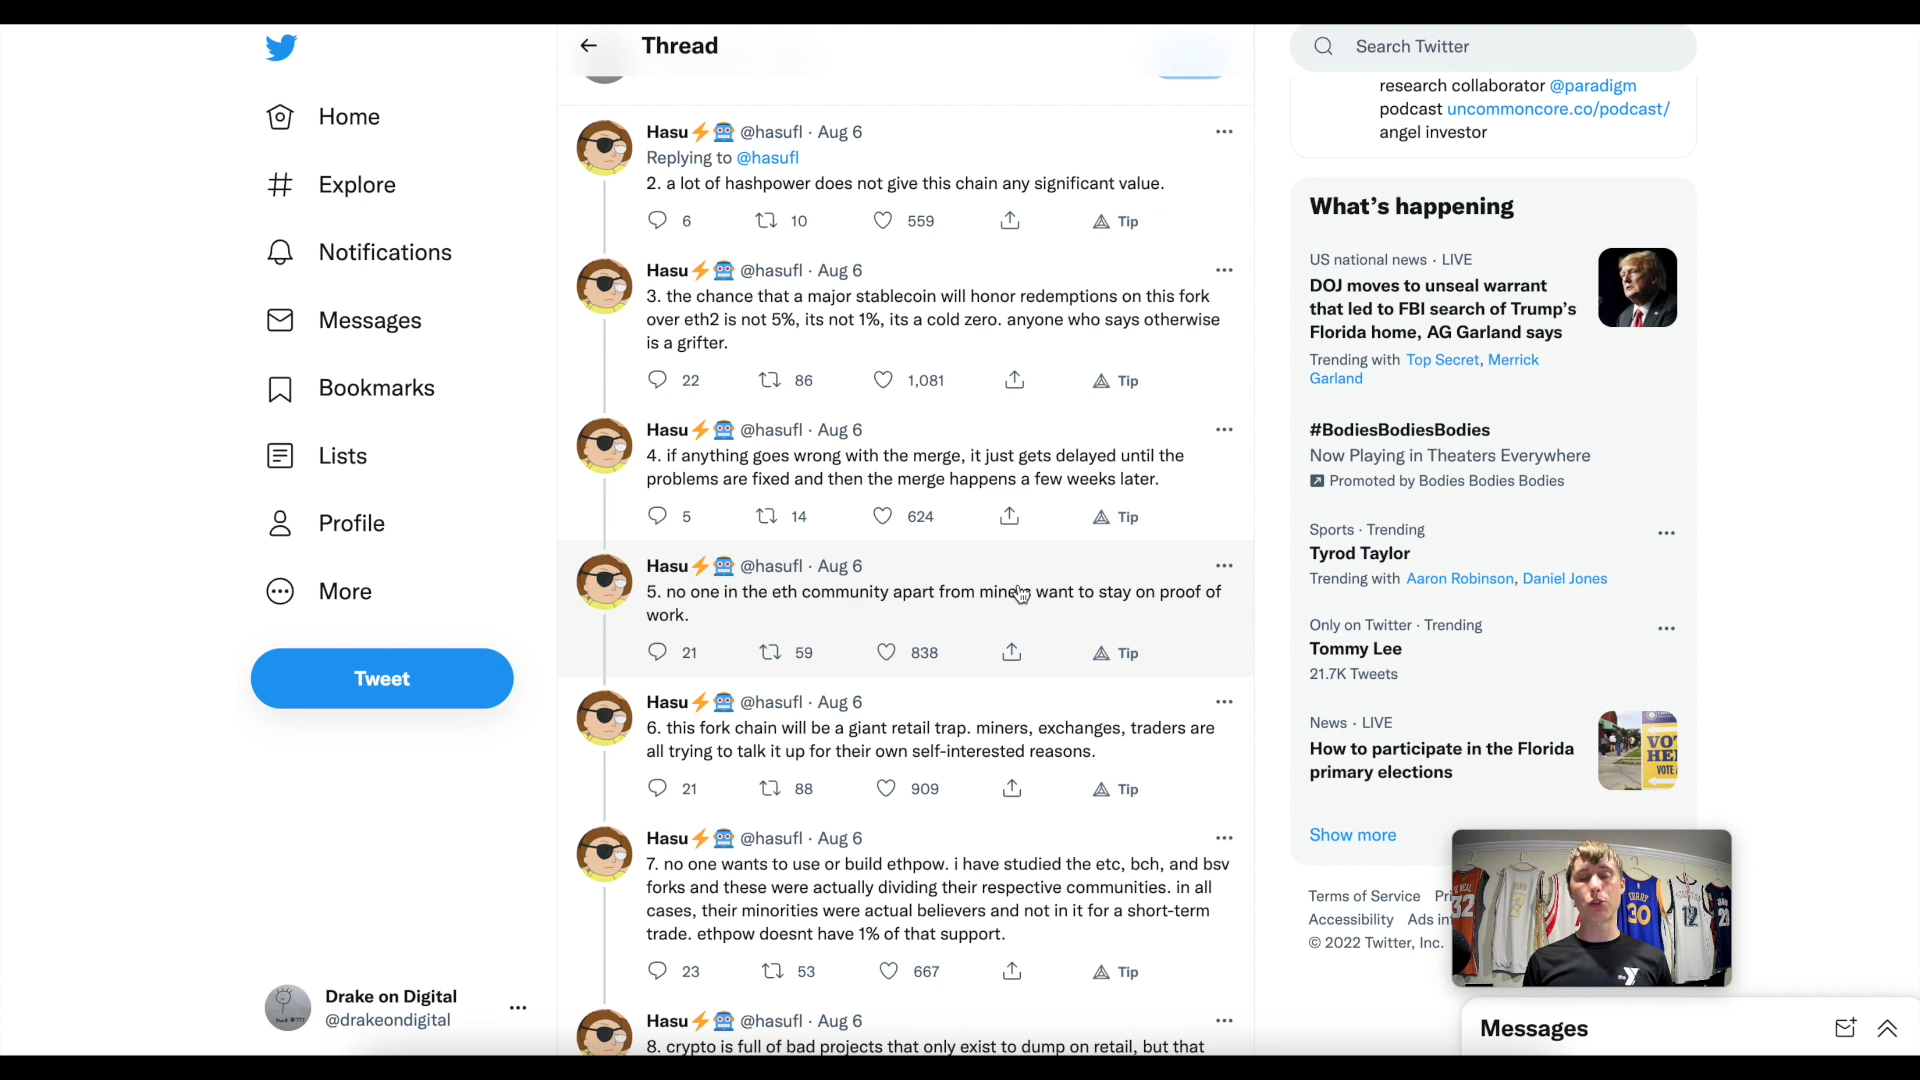 Home
Explore
Notifications
Messages
Bookmarks
Lists
Profile
More
Tweet
Drake on Digital
@drakeondigital
Thread
Hasu⚡🤖 @hasufl · Aug 6
Replying to @hasufl
2. a lot of hashpower does not give this chain any significant value.
6 10 559 Tip
Hasu⚡🤖 @hasufl · Aug 6
3. the chance that a major stablecoin will honor redemptions on this fork
over eth2 is not 5%, its not 1%, its a cold zero. anyone who says otherwise
is a grifter.
22 86 1,081 Tip
Hasu⚡🤖 @hasufl · Aug 6
4. if anything goes wrong with the merge, it just gets delayed until the
problems are fixed and then the merge happens a few weeks later.
5 14 624 Tip
Hasu⚡🤖 @hasufl · Aug 6
5. no one in the eth community apart from miners want to stay on proof of
work.
21 59 838 Tip
Hasu⚡🤖 @hasufl · Aug 6
6. this fork chain will be a giant retail trap. miners, exchanges, traders are
all trying to talk it up for their own self-interested reasons.
21 88 909 Tip
Hasu⚡🤖 @hasufl · Aug 6
7. no one wants to use or build ethpow. i have studied the etc, bch, and bsv
forks and these were actually dividing their respective communities. in all
cases, their minorities were actual believers and not in it for a short-term
trade. ethpow doesnt have 1% of that support.
23 53 667 Tip
Hasu⚡🤖 @hasufl · Aug 6
8. crypto is full of bad projects that only exist to dump on retail, but that
Search Twitter
research collaborator @paradigm
podcast uncommoncore.co/podcast/
angel investor
What's happening
US national news · LIVE
DOJ moves to unseal warrant
that led to FBI search of Trump's
Florida home, AG Garland says
Trending with Top Secret, Merrick
Garland
#BodiesBodiesBodies
Now Playing in Theaters Everywhere
Promoted by Bodies Bodies Bodies
Sports · Trending
Tyrod Taylor
Trending with Aaron Robinson, Daniel Jones
Only on Twitter · Trending
Tommy Lee
21.7K Tweets
News · LIVE
How to participate in the Florida
primary elections
Show more
Terms of Service Pri
Accessibility Ads in
© 2022 Twitter, Inc.
32
30
12
Messages